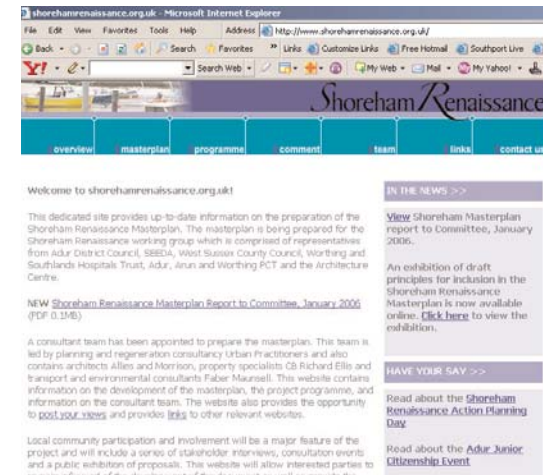 shorehamrenaissance.org.uk - Microsoft Internet Explorer
File Edit View Favorites Tools Help Address http://www.shorehamrenaissance.org.uk/
Back Search Favorites » Links Customize Links Free Hotmail Southport Live
Y! Search Web My Web Mail My Yahoo!
Shoreham Renaissance
overview masterplan programme comment team links contact us
Welcome to shorehamrenaissance.org.uk!
This dedicated site provides up-to-date information on the preparation of the
Shoreham Renaissance Masterplan. The masterplan is being prepared for the
Shoreham Renaissance working group which is comprised of representatives
from Adur District Council, SEEDA, West Sussex County Council, Worthing and
Southlands Hospitals Trust, Adur, Arun and Worthing PCT and the Architecture
Centre.
NEW Shoreham Renaissance Masterplan Report to Committee, January 2006
(PDF 0.1MB)
A consultant team has been appointed to prepare the masterplan. This team is
led by planning and regeneration consultancy Urban Practitioners and also
contains architects Allies and Morrison, property specialists CB Richard Ellis and
transport and environmental consultants Faber Maunsell. This website contains
information on the development of the masterplan, the project programme, and
information on the consultant team. The website also provides the opportunity
to post your views and provides links to other relevant websites.
Local community participation and involvement will be a major feature of the
project and will include a series of stakeholder interviews, consultation events
and a public exhibition of proposals. This website will allow interested parties to
IN THE NEWS >>
View Shoreham Masterplan
report to Committee, January
2006.
An exhibition of draft
principles for inclusion in the
Shoreham Renaissance
Masterplan is now available
online. Click here to view the
exhibition.
HAVE YOUR SAY >>
Read about the Shoreham
Renaissance Action Planning
Day
Read about the Adur Junior
Citizenship Event